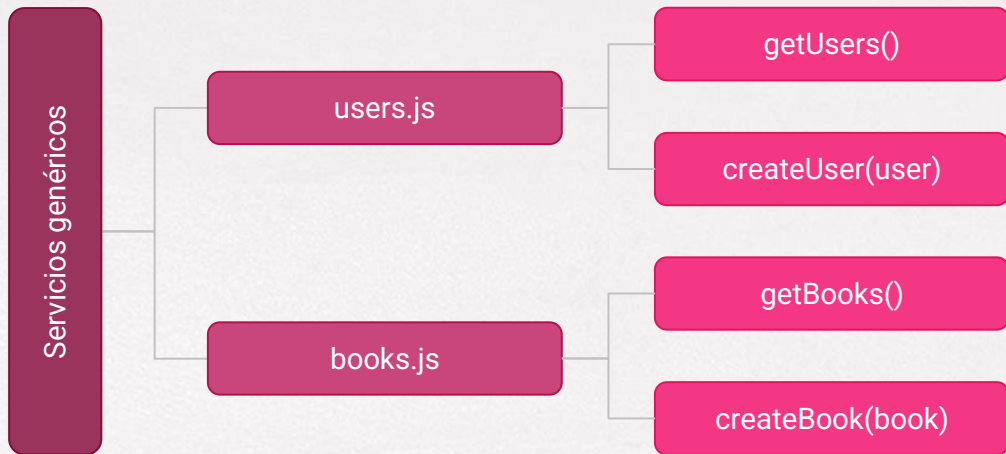 Servicios genéricos
users.js
getUsers()
createUser(user)
books.js
getBooks()
createBook(book)